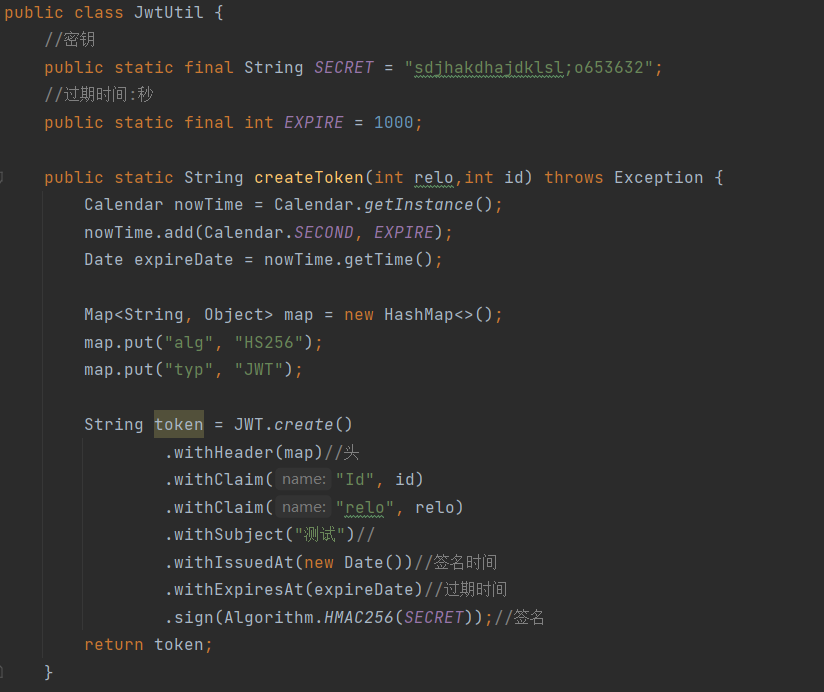 public class JwtUtil {
//密钥
public static final String SECRET = "sdjhakdhajdklsl;o653632";
//过期时间:秒
public static final int EXPIRE = 1000;
public static String createToken(int relo,int id) throws Exception {
Calendar nowTime = Calendar.getInstance();
nowTime.add(Calendar.SECOND, EXPIRE);
Date expireDate = nowTime.getTime();
Map<String, Object> map = new HashMap<>();
map.put("alg", "HS256");
map.put("typ", "JWT");
String token = JWT.create()
.withHeader(map)//头
.withClaim( name: "Id", id)
.withClaim( name: "relo", relo)
.withSubject("测试")//
.withIssuedAt(new Date())//签名时间
.withExpiresAt(expireDate)//过期时间
.sign(Algorithm.HMAC256(SECRET));//签名
return token;
}